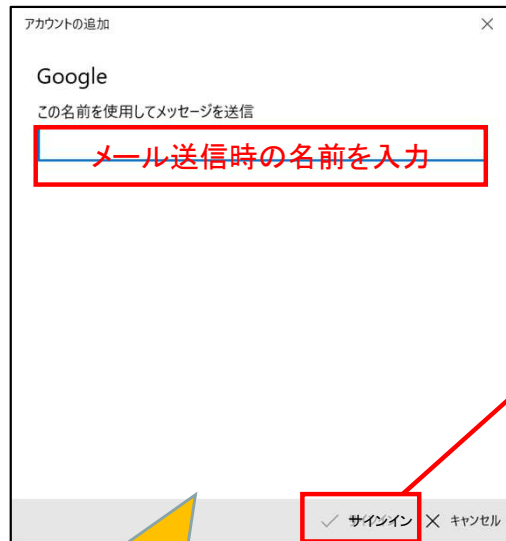 アカウントの追加
Google
この名前を使用してメッセージを送信
メール送信時の名前を入力
サインイン
キャンセル